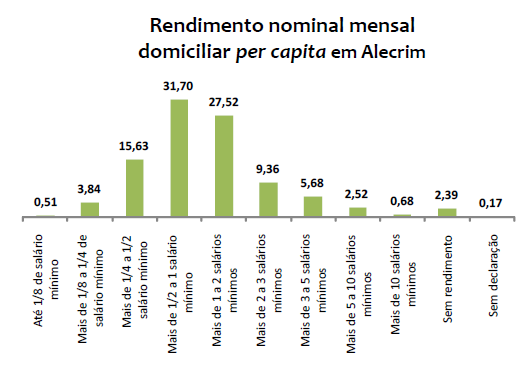 Rendimento nominal mensal
domiciliar per capita em Alecrim
31,70
27,52
15,63
9,36
5,68
3,84
2,52
2,39
0,51
0,68
0,17
Até 1/8 de salário
mínimo
Mais de 1/8 a 1/4 de
salário mínimo
Mais de 1/4 a 1/2
salário mínimo
Mais de 1/2 a 1 salário
mínimo
Mais de 1 a 2 salários
mínimos
Mais de 2 a 3 salários
mínimos
Mais de 3 a 5 salários
mínimos
Mais de 5 a 10 salários
mínimos
Mais de 10 salários
mínimos
Sem rendimento
Sem declaração